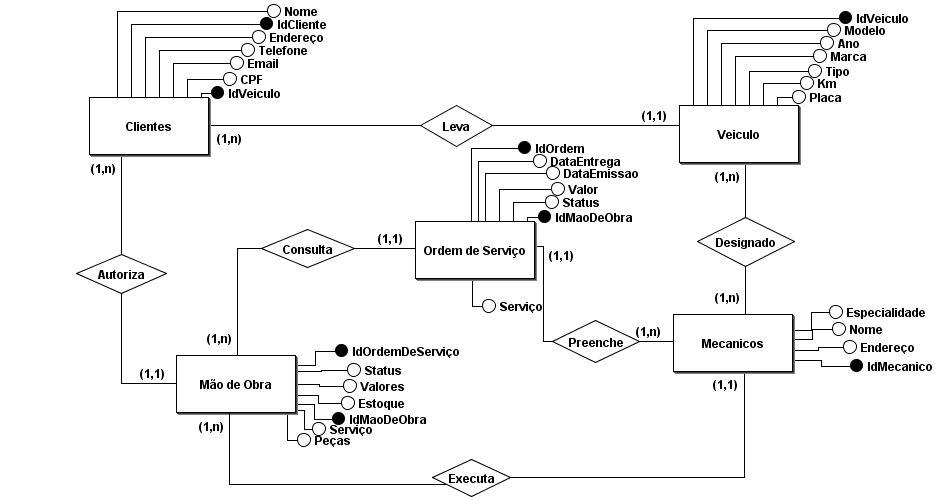 Nome
IdCliente
Endereço
Telefone
Email
CPF
IdVeiculo
Clientes
(1,n)
(1,n)
Leva
(1,1)
IdVeiculo
Modelo
Ano
Marca
Tipo
Km
Placa
Veiculo
(1,n)
IdOrdem
DataEntrega
DataEmissao
Valor
Status
IdMaoDeObra
Ordem de Serviço
(1,1)
(1,1)
Serviço
Consulta
Designado
Autoriza
(1,n)
(1,n)
Preenche
(1,n)
Mecanicos
(1,1)
Especialidade
Nome
Endereço
IdMecanico
(1,1)
Mão de Obra
(1,n)
IdOrdemDeServiço
Status
Valores
Estoque
IdMaoDeObra
Serviço
Peças
Executa